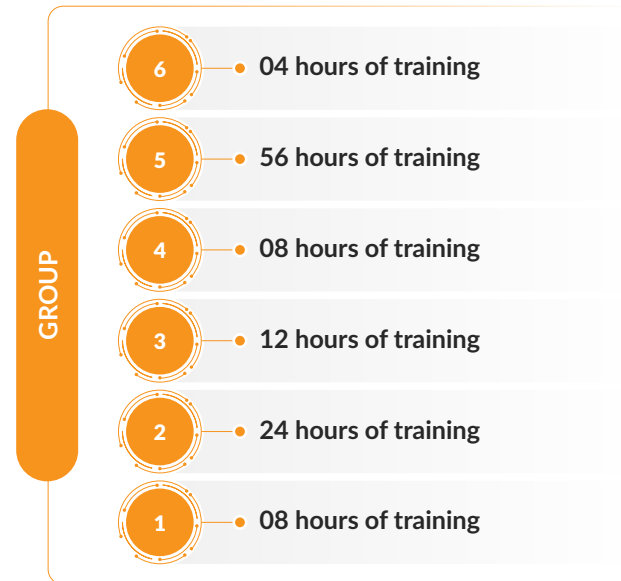 GROUP
6
04 hours of training
5
56 hours of training
4
08 hours of training
3
12 hours of training
2
24 hours of training
1
08 hours of training